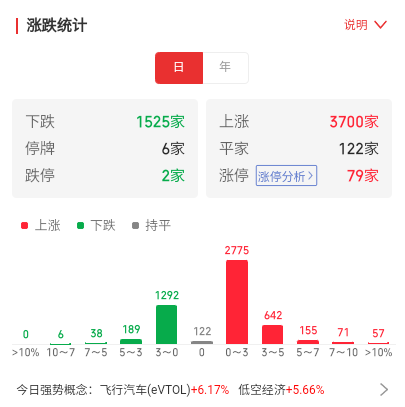 涨跌统计 说明
日 年
下跌 1525家 上涨 3700家
停牌 6家 平家 122家
跌停 2家 涨停 涨停分析 79家
上涨 下跌 持平
0 6 38 189 1292 122 2775 642 155 71 57
>10% 10～7 7～5 5～3 3～0 0 0～3 3～5 5～7 7～10 >10%
今日强势概念：飞行汽车(eVTOL)+6.17% 低空经济+5.66%